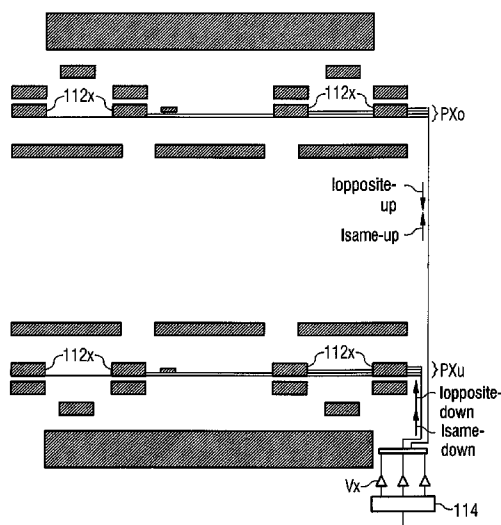 112x
112x
}PXo
Iopposite-
up
Isame-up
112x
112x
}PXu
Iopposite-
down
Isame-
down
Vx
114